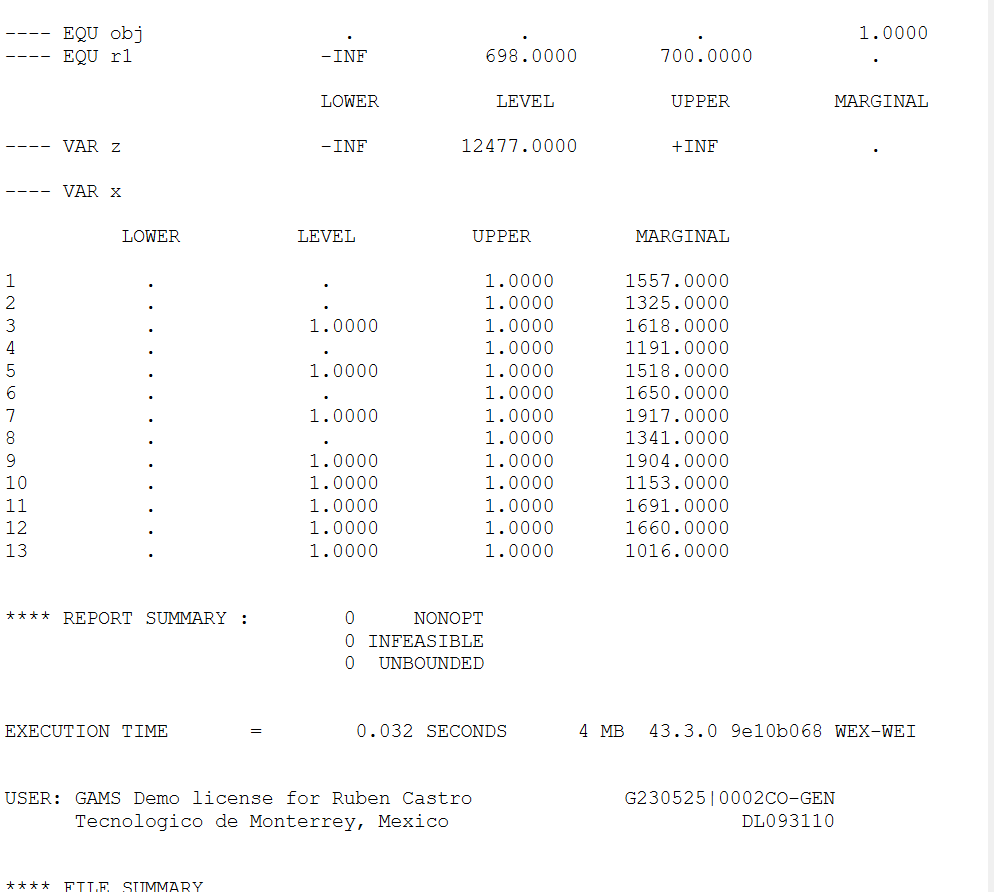 ---- EQU obj                  .              .              .             1.0000
---- EQU r1                -INF          698.0000       700.0000          .
                           LOWER          LEVEL          UPPER         MARGINAL
---- VAR z                 -INF        12477.0000        +INF             .
---- VAR x
          LOWER          LEVEL          UPPER         MARGINAL
1           .              .             1.0000      1557.0000
2           .              .             1.0000      1325.0000
3           .             1.0000         1.0000      1618.0000
4           .              .             1.0000      1191.0000
5           .             1.0000         1.0000      1518.0000
6           .              .             1.0000      1650.0000
7           .             1.0000         1.0000      1917.0000
8           .              .             1.0000      1341.0000
9           .             1.0000         1.0000      1904.0000
10          .             1.0000         1.0000      1153.0000
11          .             1.0000         1.0000      1691.0000
12          .             1.0000         1.0000      1660.0000
13          .             1.0000         1.0000      1016.0000
**** REPORT SUMMARY :        0     NONOPT
                             0 INFEASIBLE
                             0  UNBOUNDED
EXECUTION TIME       =        0.032 SECONDS      4 MB  43.3.0 9e10b068 WEX-WEI
USER: GAMS Demo license for Ruben Castro             G230525|0002CO-GEN
      Tecnologico de Monterrey, Mexico                         DL093110
**** FILE SUMMARY